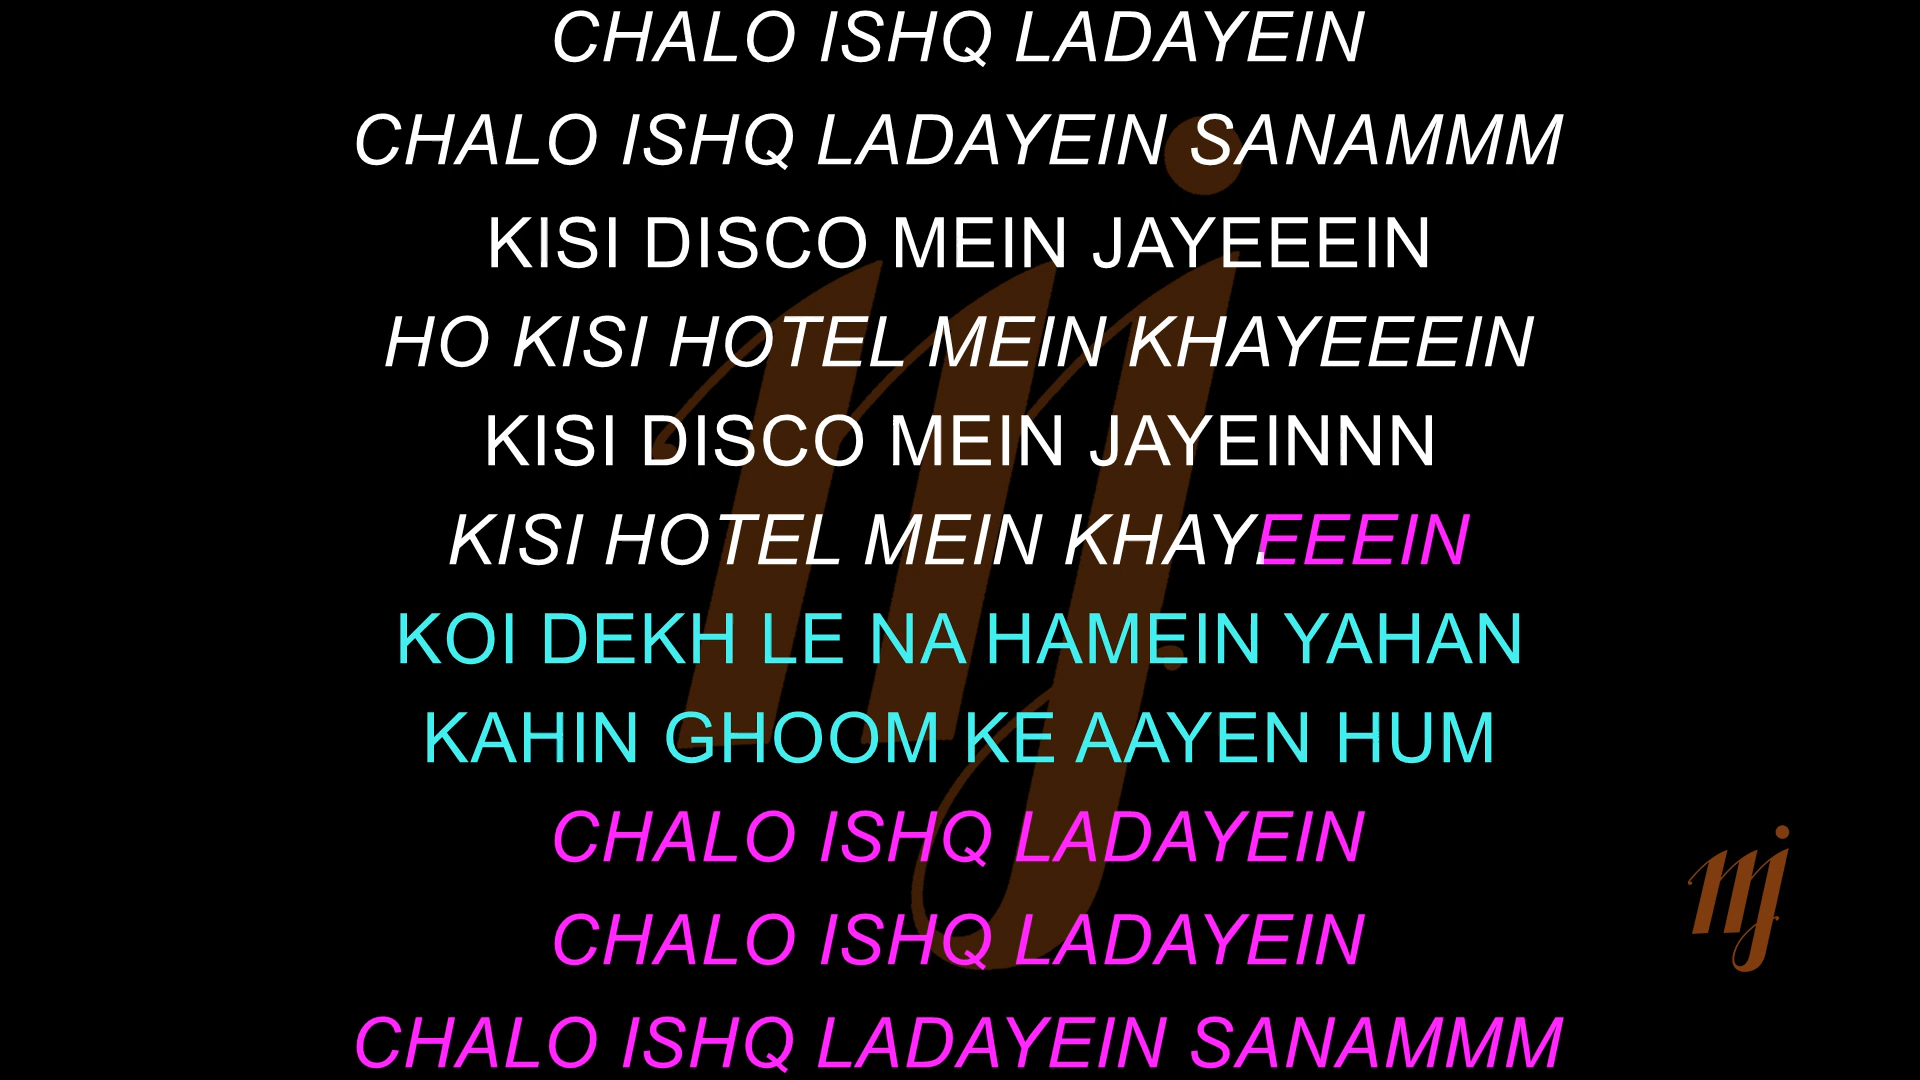 CHALO ISHQ LADAYEIN
CHALO ISHQ LADAYEIN SANAMMM
KISI DISCO MEIN JAYEEEIN
HO KISI HOTEL MEIN KHAYEEEIN
KISI DISCO MEIN JAYEINNN
KISI HOTEL MEIN KHAYEEEIN
KOI DEKH LE NA HAMEIN YAHAN
KAHIN GHOOM KE AAYEN HUM
CHALO ISHQ LADAYEIN
CHALO ISHQ LADAYEIN
CHALO ISHQ LADAYEIN SANAMMM
mj
mj